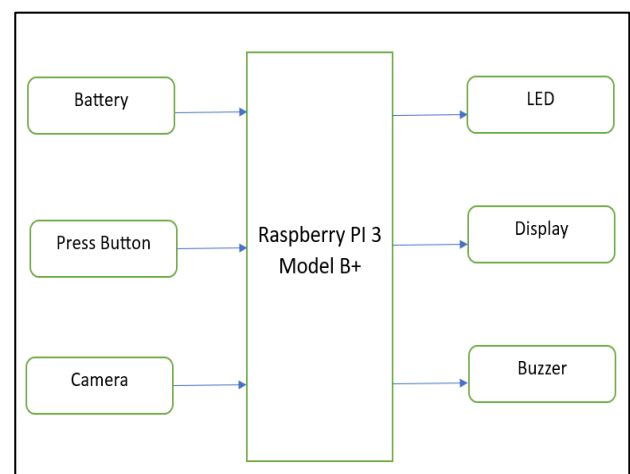 Battery
LED
Press Button
Raspberry PI 3
Model B+
Display
Camera
Buzzer